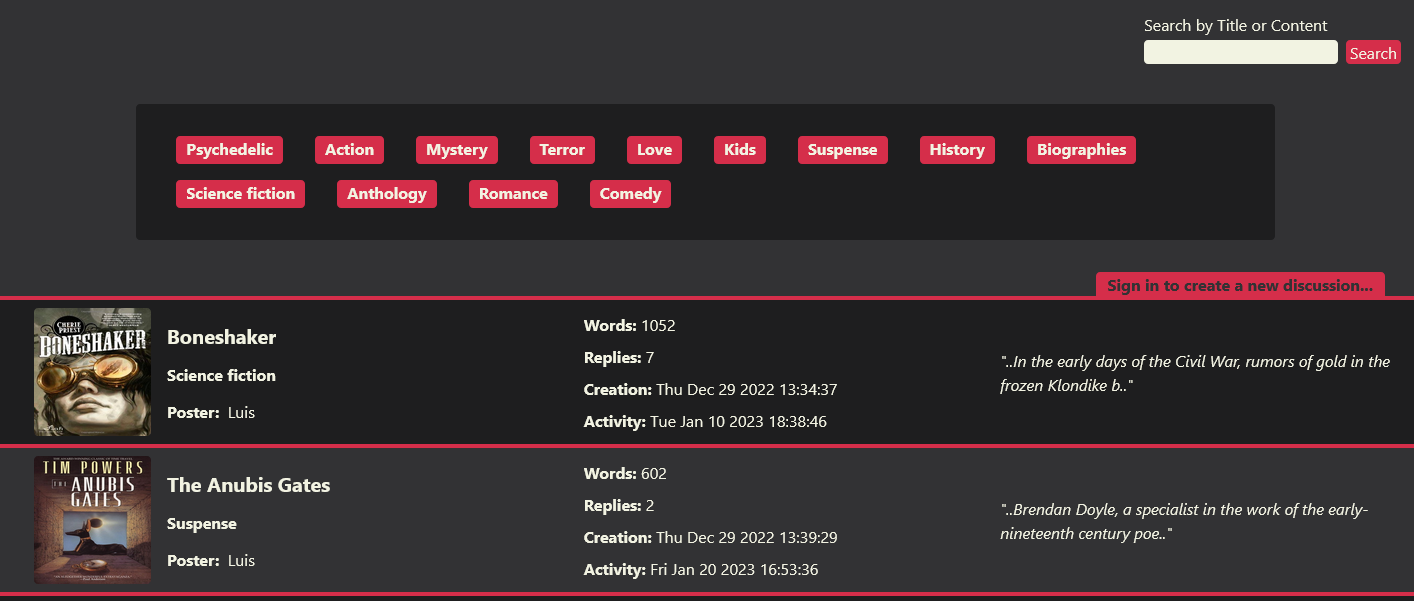 Search by Title or Content
Search
Psychedelic Action Mystery Terror Love Kids Suspense History Biographies
Science fiction Anthology Romance Comedy
Sign in to create a new discussion...
CHERIE PRIEST
BONESHAKER
Boneshaker
Science fiction
Poster: Luis
Words: 1052
Replies: 7
Creation: Thu Dec 29 2022 13:34:37
Activity: Tue Jan 10 2023 18:38:46
"..In the early days of the Civil War, rumors of gold in the
frozen Klondike b.."
TIM POWERS
THE ANUBIS
GATES
The Anubis Gates
Suspense
Poster: Luis
Words: 602
Replies: 2
Creation: Thu Dec 29 2022 13:39:29
Activity: Fri Jan 20 2023 16:53:36
"..Brendan Doyle, a specialist in the work of the early-
nineteenth century poe.."